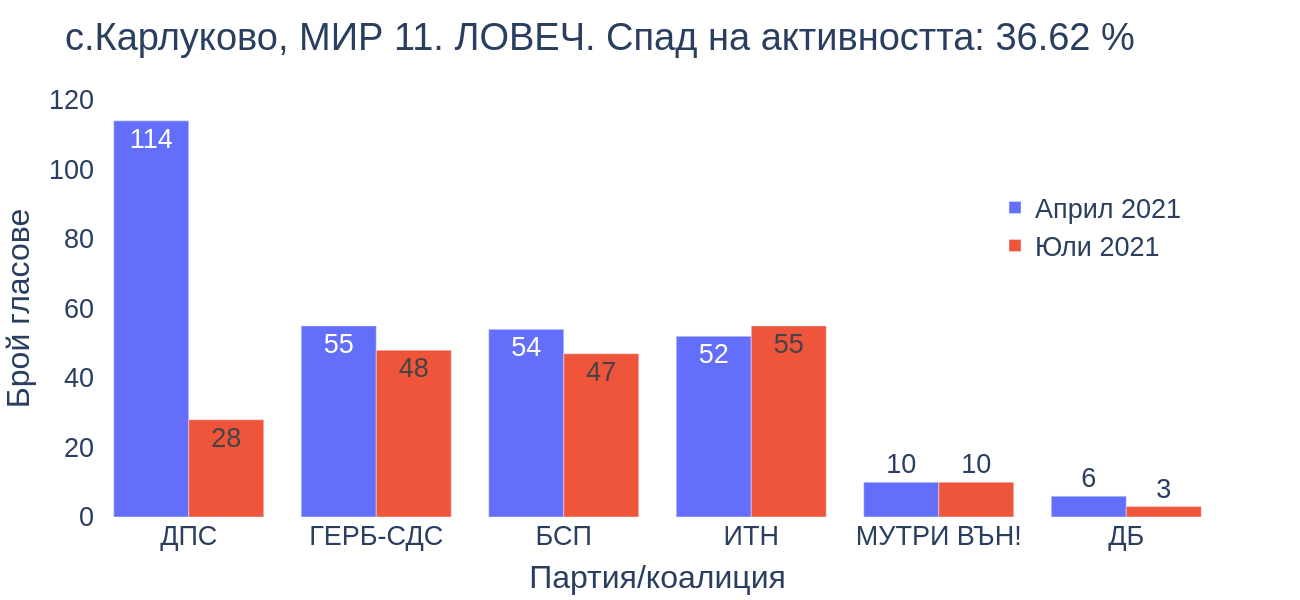 с.Карлуково, МИР 11. ЛОВЕЧ. Спад на активността: 36.62 %
120
100
80
60
40
20
0
Брой гласове
114
28
55
48
54
47
52
55
10
10
6
3
Април 2021
Юли 2021
ДПС
ГЕРБ-СДС
БСП
ИТН
МУТРИ ВЪН!
ДБ
Партия/коалиция